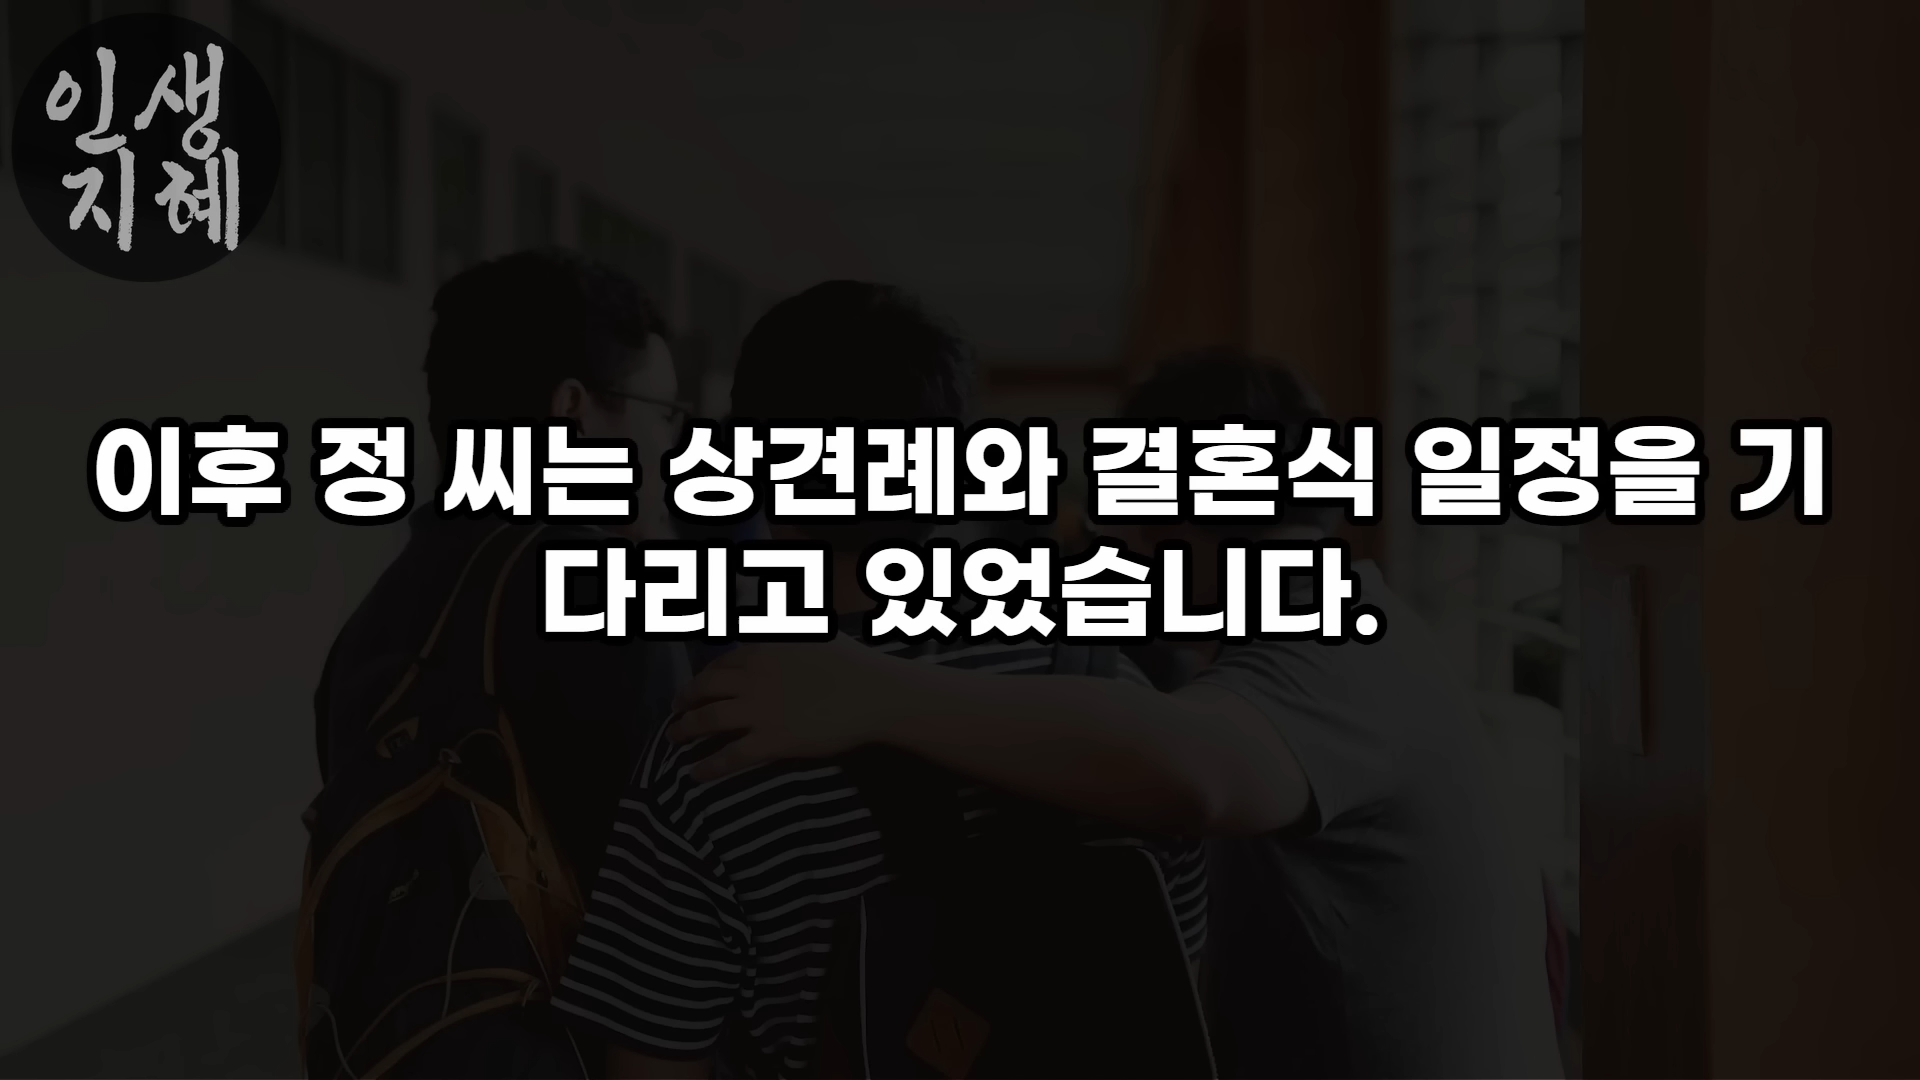 인생
지혜
이후 정 씨는 상견례와 결혼식 일정을 기
다리고 있었습니다.